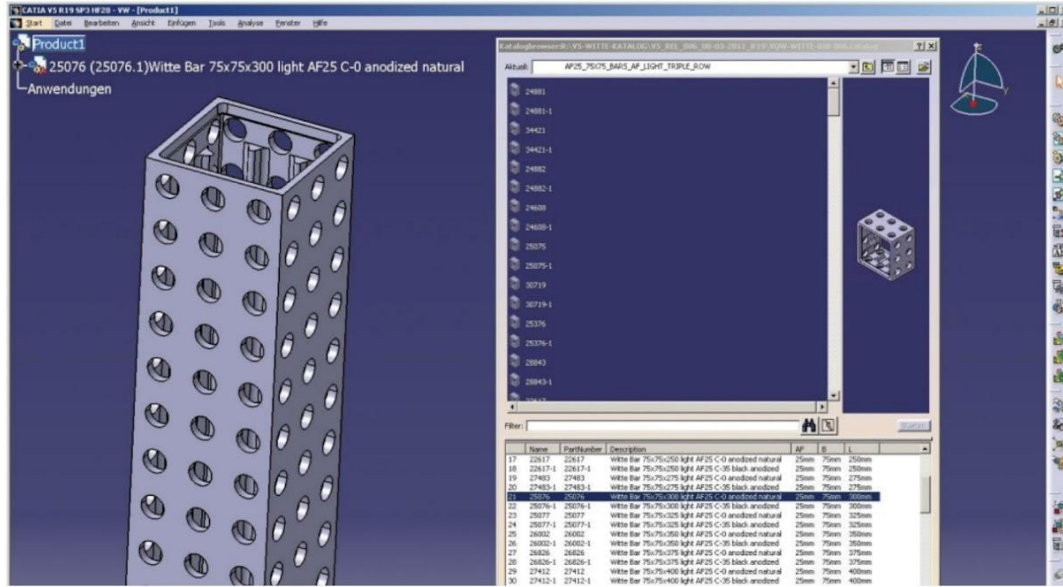 CATIA V5 R19 SP3 HF28 - VW - [Product1]
Start Datei Bearbeiten Ansicht Einfügen Tools Analyse Fenster Hilfe
Product1
25076 (25076.1)Witte Bar 75x75x300 light AF25 C-0 anodized natural
Anwendungen
Aktuell: AF25_75X75_BARS_AP_LIGHT_TRIPLE_ROW
24881
24881-1
34421
34421-1
24882
24882-1
24608
24608-1
25075
25075-1
30719
30719-1
25376
25376-1
28843
28843-1
Filter:
Name PartNumber Description AP B L
17 22617 22617 Witte Bar 75x75x250 light AF25 C-0 anodized natural 25mm 75mm 250mm
18 22617-1 22617-1 Witte Bar 75x75x250 light AF25 C-35 black anodized 25mm 75mm 250mm
19 27483 27483 Witte Bar 75x75x275 light AF25 C-0 anodized natural 25mm 75mm 275mm
20 27483-1 27483-1 Witte Bar 75x75x275 light AF25 C-35 black anodized 25mm 75mm 275mm
21 25076 25076 Witte Bar 75x75x300 light AF25 C-0 anodized natural 25mm 75mm 300mm
22 25076-1 25076-1 Witte Bar 75x75x300 light AF25 C-35 black anodized 25mm 75mm 300mm
23 25077 25077 Witte Bar 75x75x325 light AF25 C-0 anodized natural 25mm 75mm 325mm
24 25077-1 25077-1 Witte Bar 75x75x325 light AF25 C-35 black anodized 25mm 75mm 325mm
25 26002 26002 Witte Bar 75x75x350 light AF25 C-0 anodized natural 25mm 75mm 350mm
26 26002-1 26002-1 Witte Bar 75x75x350 light AF25 C-35 black anodized 25mm 75mm 350mm
27 26826 26826 Witte Bar 75x75x375 light AF25 C-0 anodized natural 25mm 75mm 375mm
28 26826-1 26826-1 Witte Bar 75x75x375 light AF25 C-35 black anodized 25mm 75mm 375mm
29 27412 27412 Witte Bar 75x75x400 light AF25 C-0 anodized natural 25mm 75mm 400mm
30 27412-1 27412-1 Witte Bar 75x75x400 light AF25 C-35 black anodized 25mm 75mm 400mm